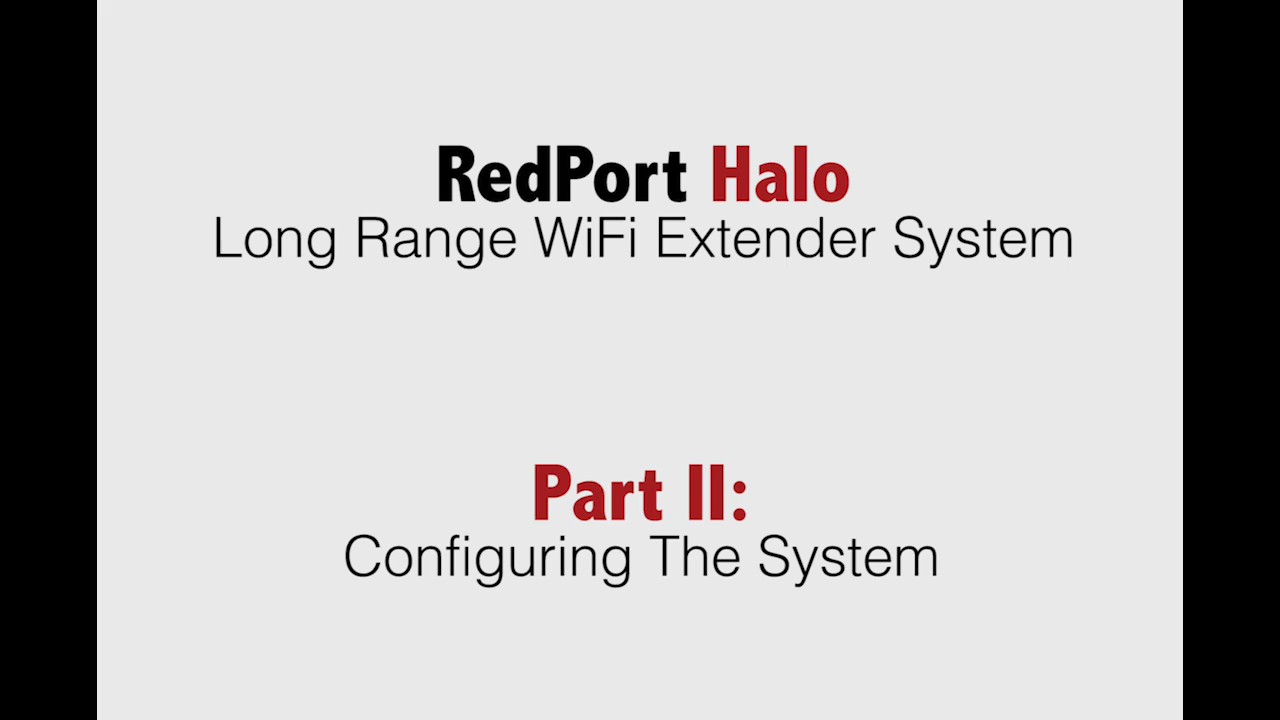 RedPort Halo
Long Range WiFi Extender System
Part II:
Configuring The System